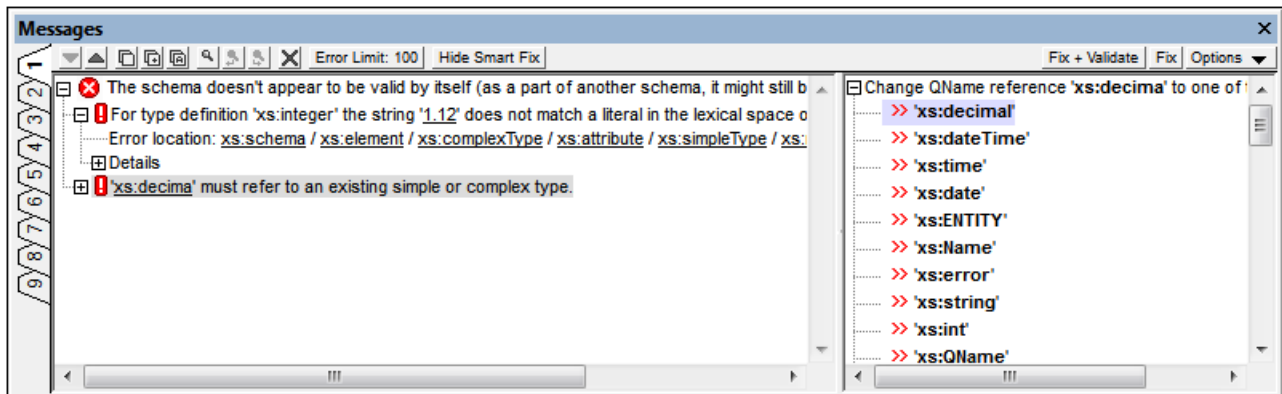 Messages
Error Limit: 100 Hide Smart Fix Fix + Validate Fix Options
1
2
3
4
5
6
7
8
9
The schema doesn't appear to be valid by itself (as a part of another schema, it might still b
For type definition 'xs:integer' the string '1.12' does not match a literal in the lexical space o
Error location: xs:schema / xs:element / xs:complexType / xs:attribute / xs:simpleType / xs:
Details
'xs:decima' must refer to an existing simple or complex type.
Change QName reference 'xs:decima' to one of
>> 'xs:decimal'
>> 'xs:dateTime'
>> 'xs:time'
>> 'xs:date'
>> 'xs:ENTITY'
>> 'xs:Name'
>> 'xs:error'
>> 'xs:string'
>> 'xs:int'
>> 'xs:QName'